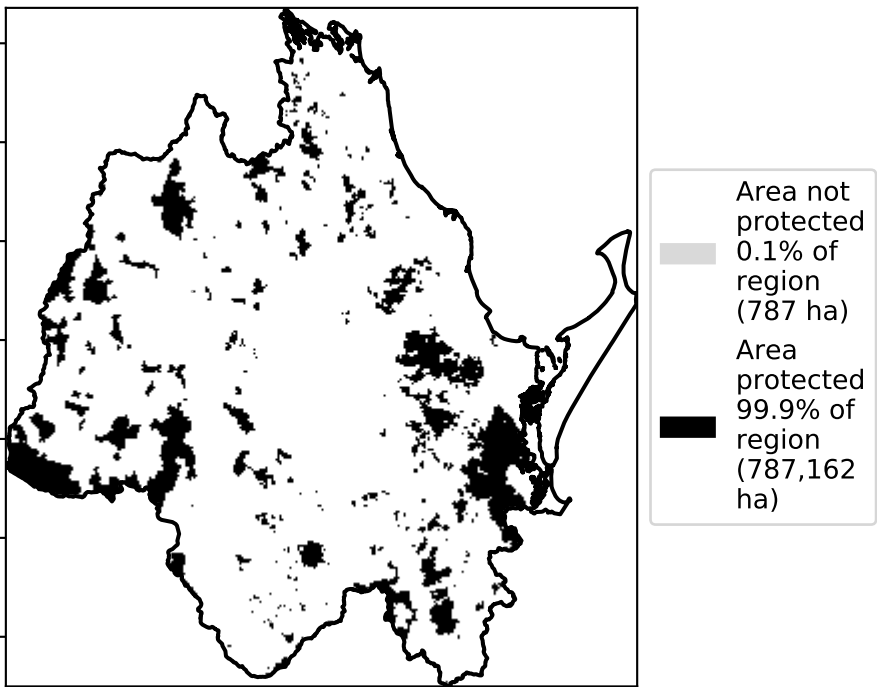 Area not
protected
0.1% of
region
(787 ha)
Area
protected
99.9% of
region
(787,162
ha)